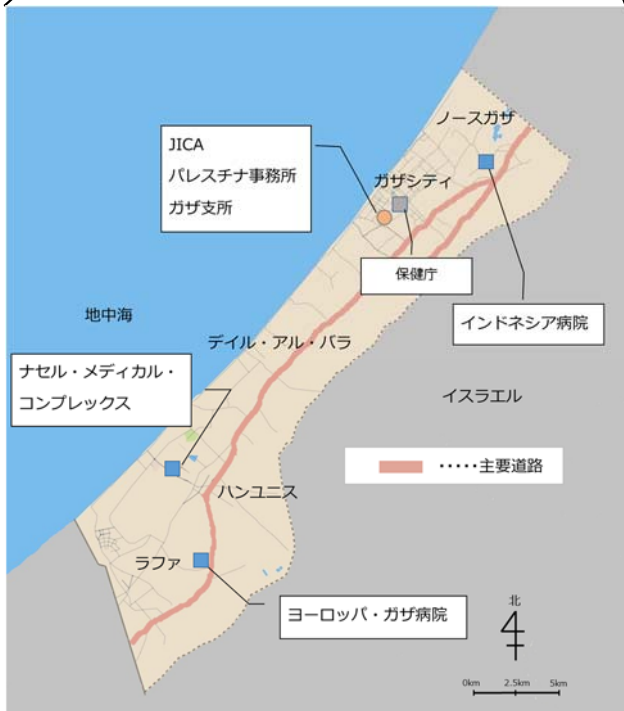 ノースガザ
JICA
パレスチナ事務所
ガザ支所
ガザシティ
保健庁
地中海
インドネシア病院
デイル・アル・バラ
ナセル・メディカル・
コンプレックス
イスラエル
・・・・・主要道路
ハンユニス
ラファ
ヨーロッパ・ガザ病院
北
0km 2.5km 5km